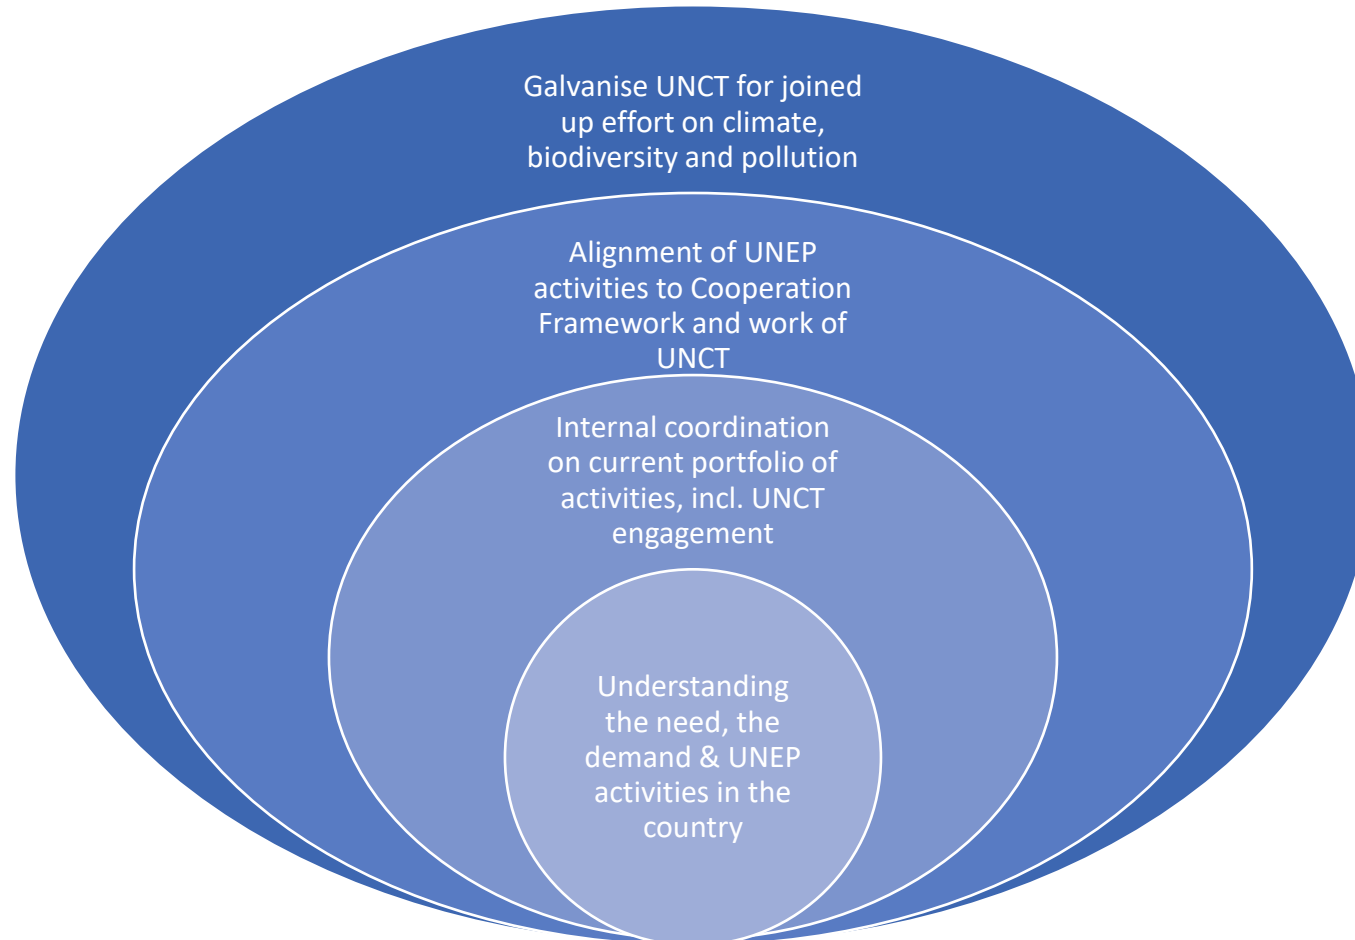 Galvanise UNCT for joined
up effort on climate,
biodiversity and pollution
Alignment of UNEP
activities to Cooperation
Framework and work of
UNCT
Internal coordination
on current portfolio of
activities, incl. UNCT
engagement
Understanding
the need, the
demand & UNEP
activities in the
country